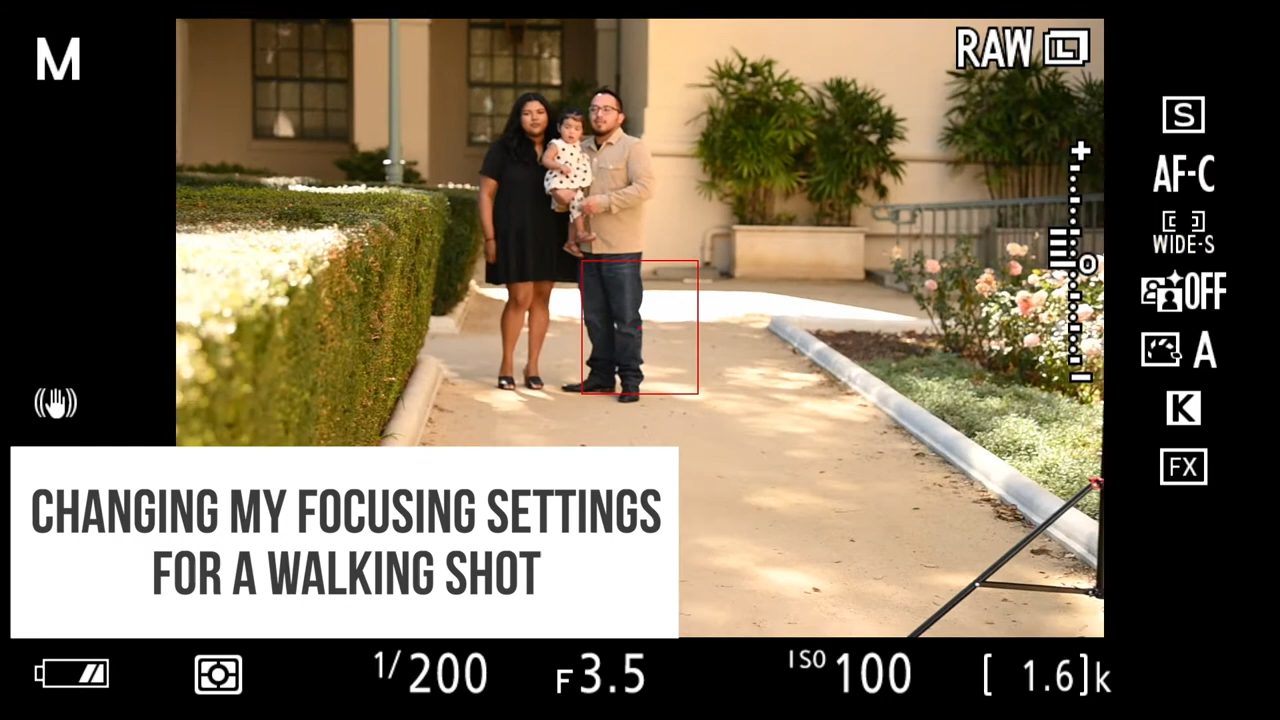 M
RAW L
S
AF-C
WIDE-S
OFF
A
K
FX
CHANGING MY FOCUSING SETTINGS
FOR A WALKING SHOT
1/200 F3.5 ISO 100 [ 1.6]k